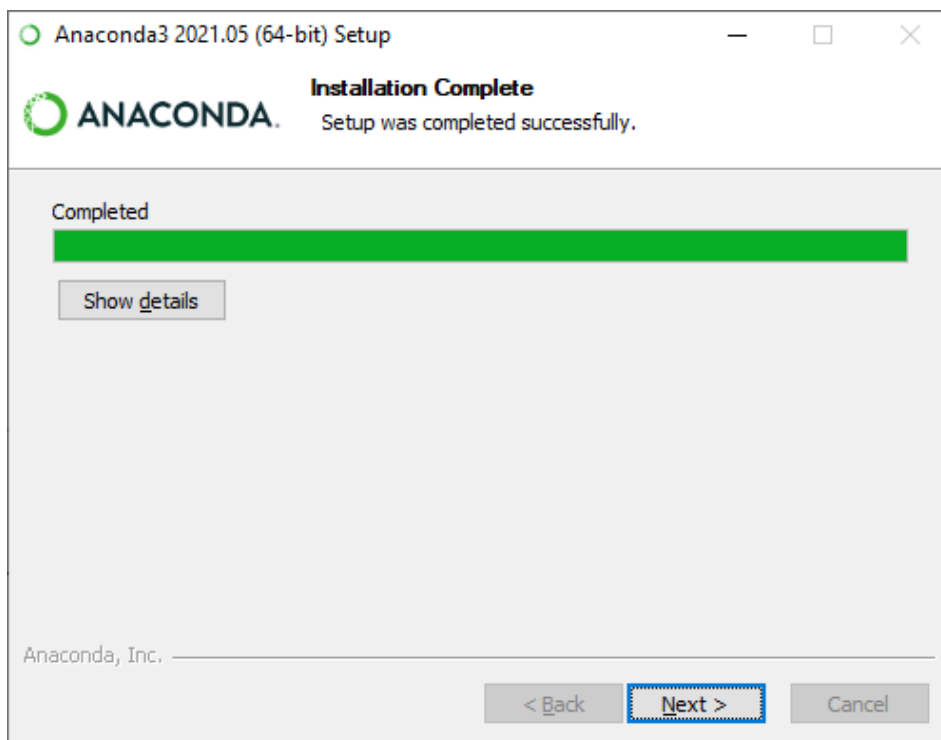 Anaconda3 2021.05 (64-bit) Setup
ANACONDA.
Installation Complete
Setup was completed successfully.
Completed
Show details
Anaconda, Inc.
< Back
Next >
Cancel